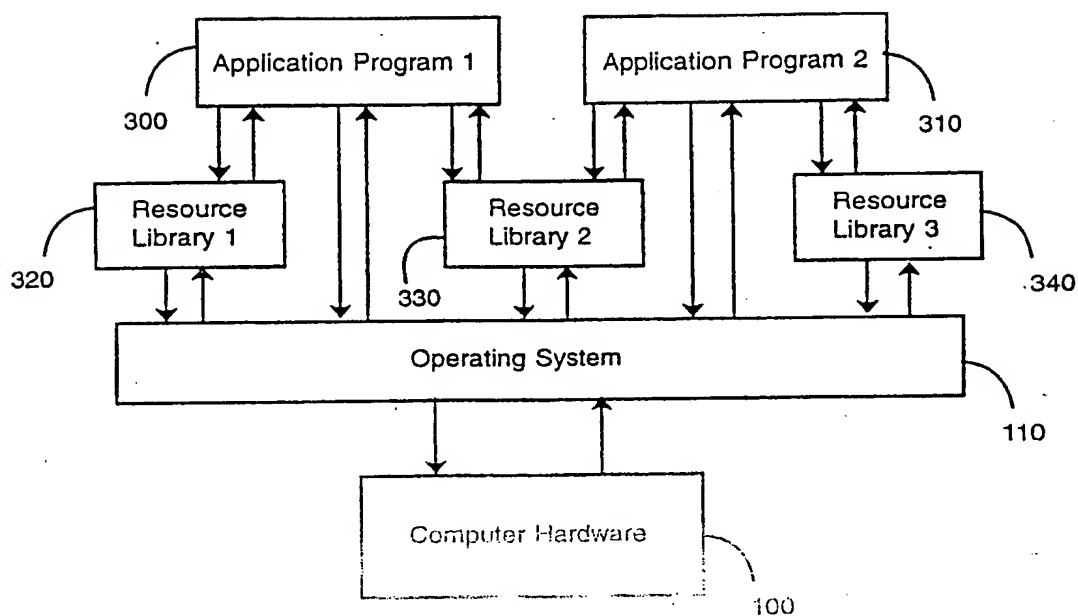 Application Program 1
Application Program 2
300
310
Resource
Library 1
Resource
Library 2
Resource
Library 3
320
330
340
Operating System
110
Computer Hardware
100